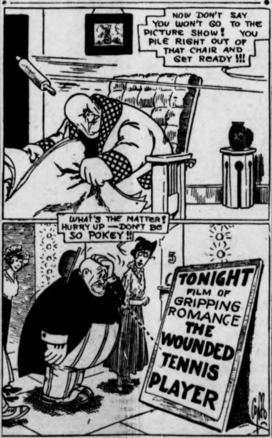 NOW DON'T SAY
YOU WON'T GO TO THE
PICTURE SHOW! YOU
PILE RIGHT OUT OF
THAT CHAIR AND
GET READY!!!
WHAT'S THE MATTER!
HURRY UP—DON'T BE
SO POKEY!!!
TONIGHT
FILM OF
GRIPPING
ROMANCE
THE
WOUNDED
TENNIS
PLAYER